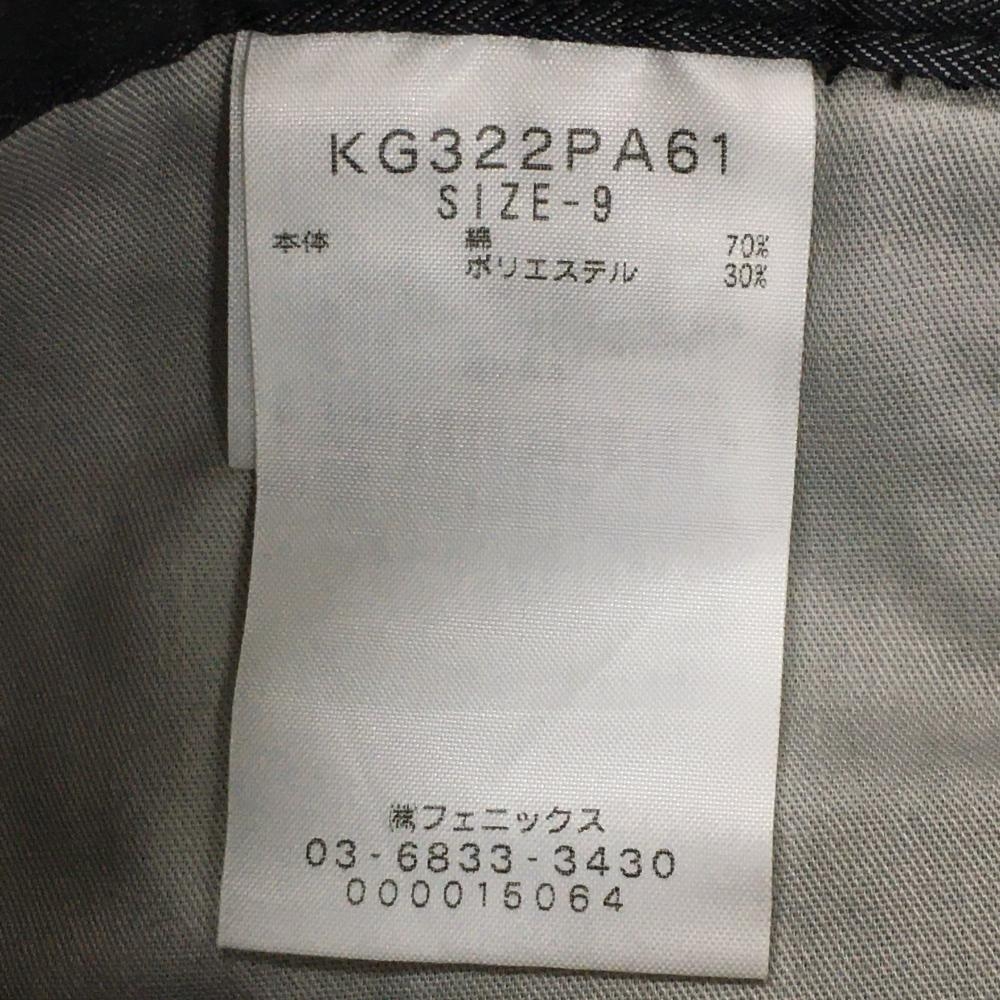 KG322PA61
SIZE-9
本体 綿 70%
ポリエステル 30%
㈱フェニックス
03-6833-3430
000015064